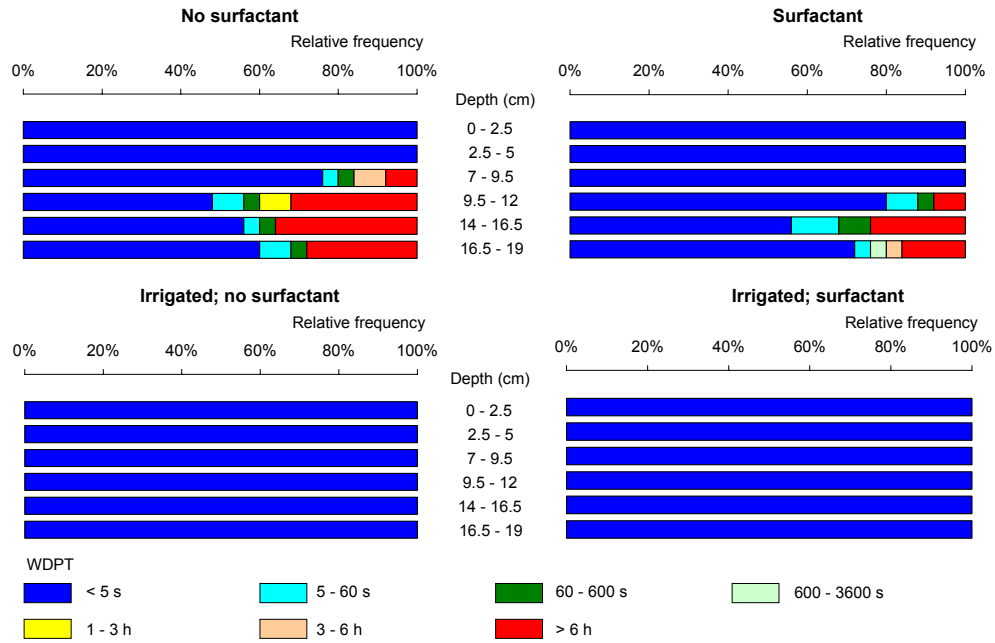 No surfactant
Surfactant
Relative frequency
Relative frequency
0% 20% 40% 60% 80% 100%
0% 20% 40% 60% 80% 100%
Depth (cm)
0 - 2.5
2.5 - 5
7 - 9.5
9.5 - 12
14 - 16.5
16.5 - 19
Irrigated; no surfactant
Irrigated; surfactant
Relative frequency
Relative frequency
0% 20% 40% 60% 80% 100%
0% 20% 40% 60% 80% 100%
Depth (cm)
0 - 2.5
2.5 - 5
7 - 9.5
9.5 - 12
14 - 16.5
16.5 - 19
WDPT
< 5 s
5 - 60 s
60 - 600 s
600 - 3600 s
1 - 3 h
3 - 6 h
> 6 h